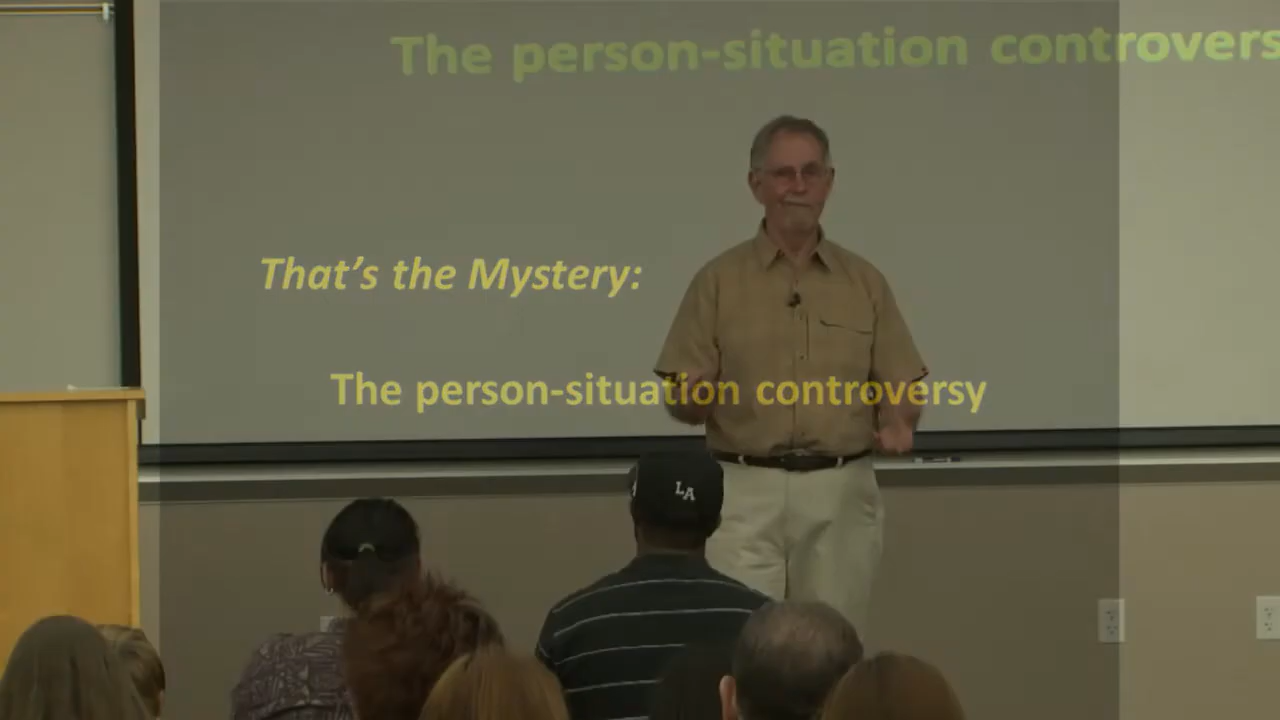 The person-situation controvers
That's the Mystery:
The person-situation controversy
LA